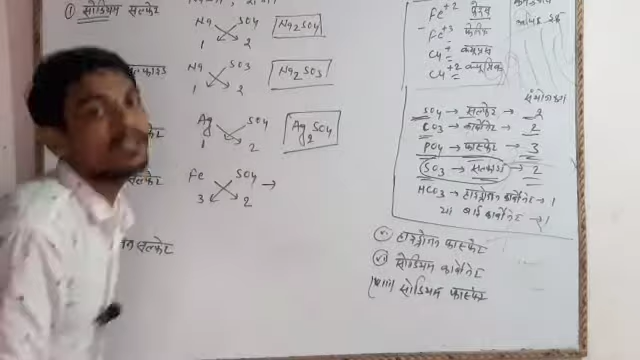 ① सोडियम सल्फेट
Na SO4 Na2SO4
1 2
Na SO3 Na2SO3
1 2
Ag SO4 Ag2SO4
1 2
सल्फेट
Fe SO4 →
3 2
सल्फेट
Fe+2 फेरस
Fe+3 फेरिक
Cu+ क्यूप्रस
Cu+2 क्यूप्रिक
संयोजकता
SO4 → सल्फेट → 2
CO3 → कार्बोनेट → 2
PO4 → फास्फेट → 3
SO3 → सल्फाइट → 2
HCO3 → हाइड्रोजन कार्बोनेट → 1
या बाई कार्बोनेट → 1
हाइड्रोजन फास्फेट
सोडियम कार्बोनेट
सोडियम फास्फेट